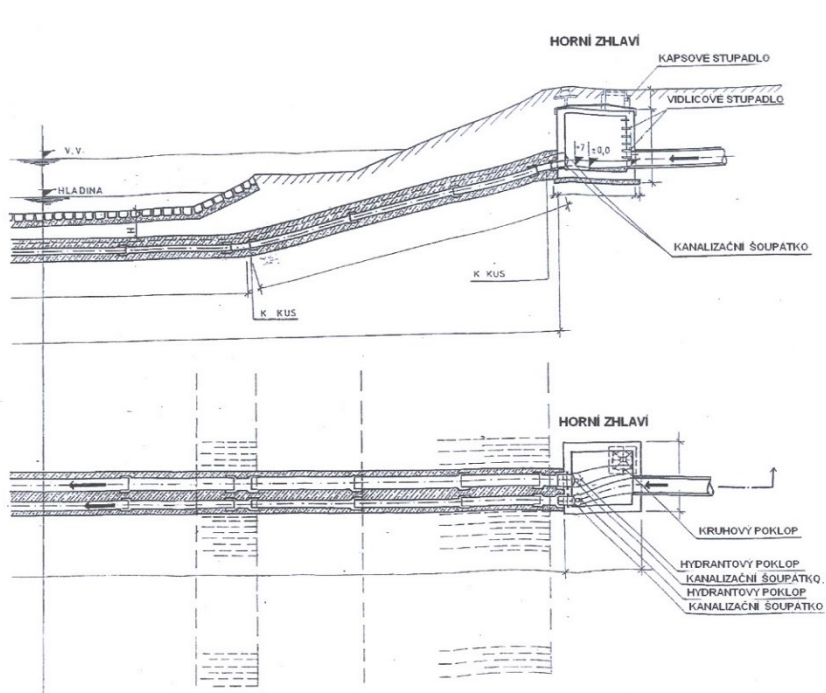 HORNÍ ZHLAVÍ
KAPSOVÉ STUPADLO
VIDLICOVÉ STUPADLO
V.V.
+7 ±0,0
HLADINA
H
KANALIZAČNÍ ŠOUPÁTKO
K KUS
K KUS
HORNÍ ZHLAVÍ
KRUHOVÝ POKLOP
HYDRANTOVÝ POKLOP
KANALIZAČNÍ ŠOUPÁTKO
HYDRANTOVÝ POKLOP
KANALIZAČNÍ ŠOUPÁTKO